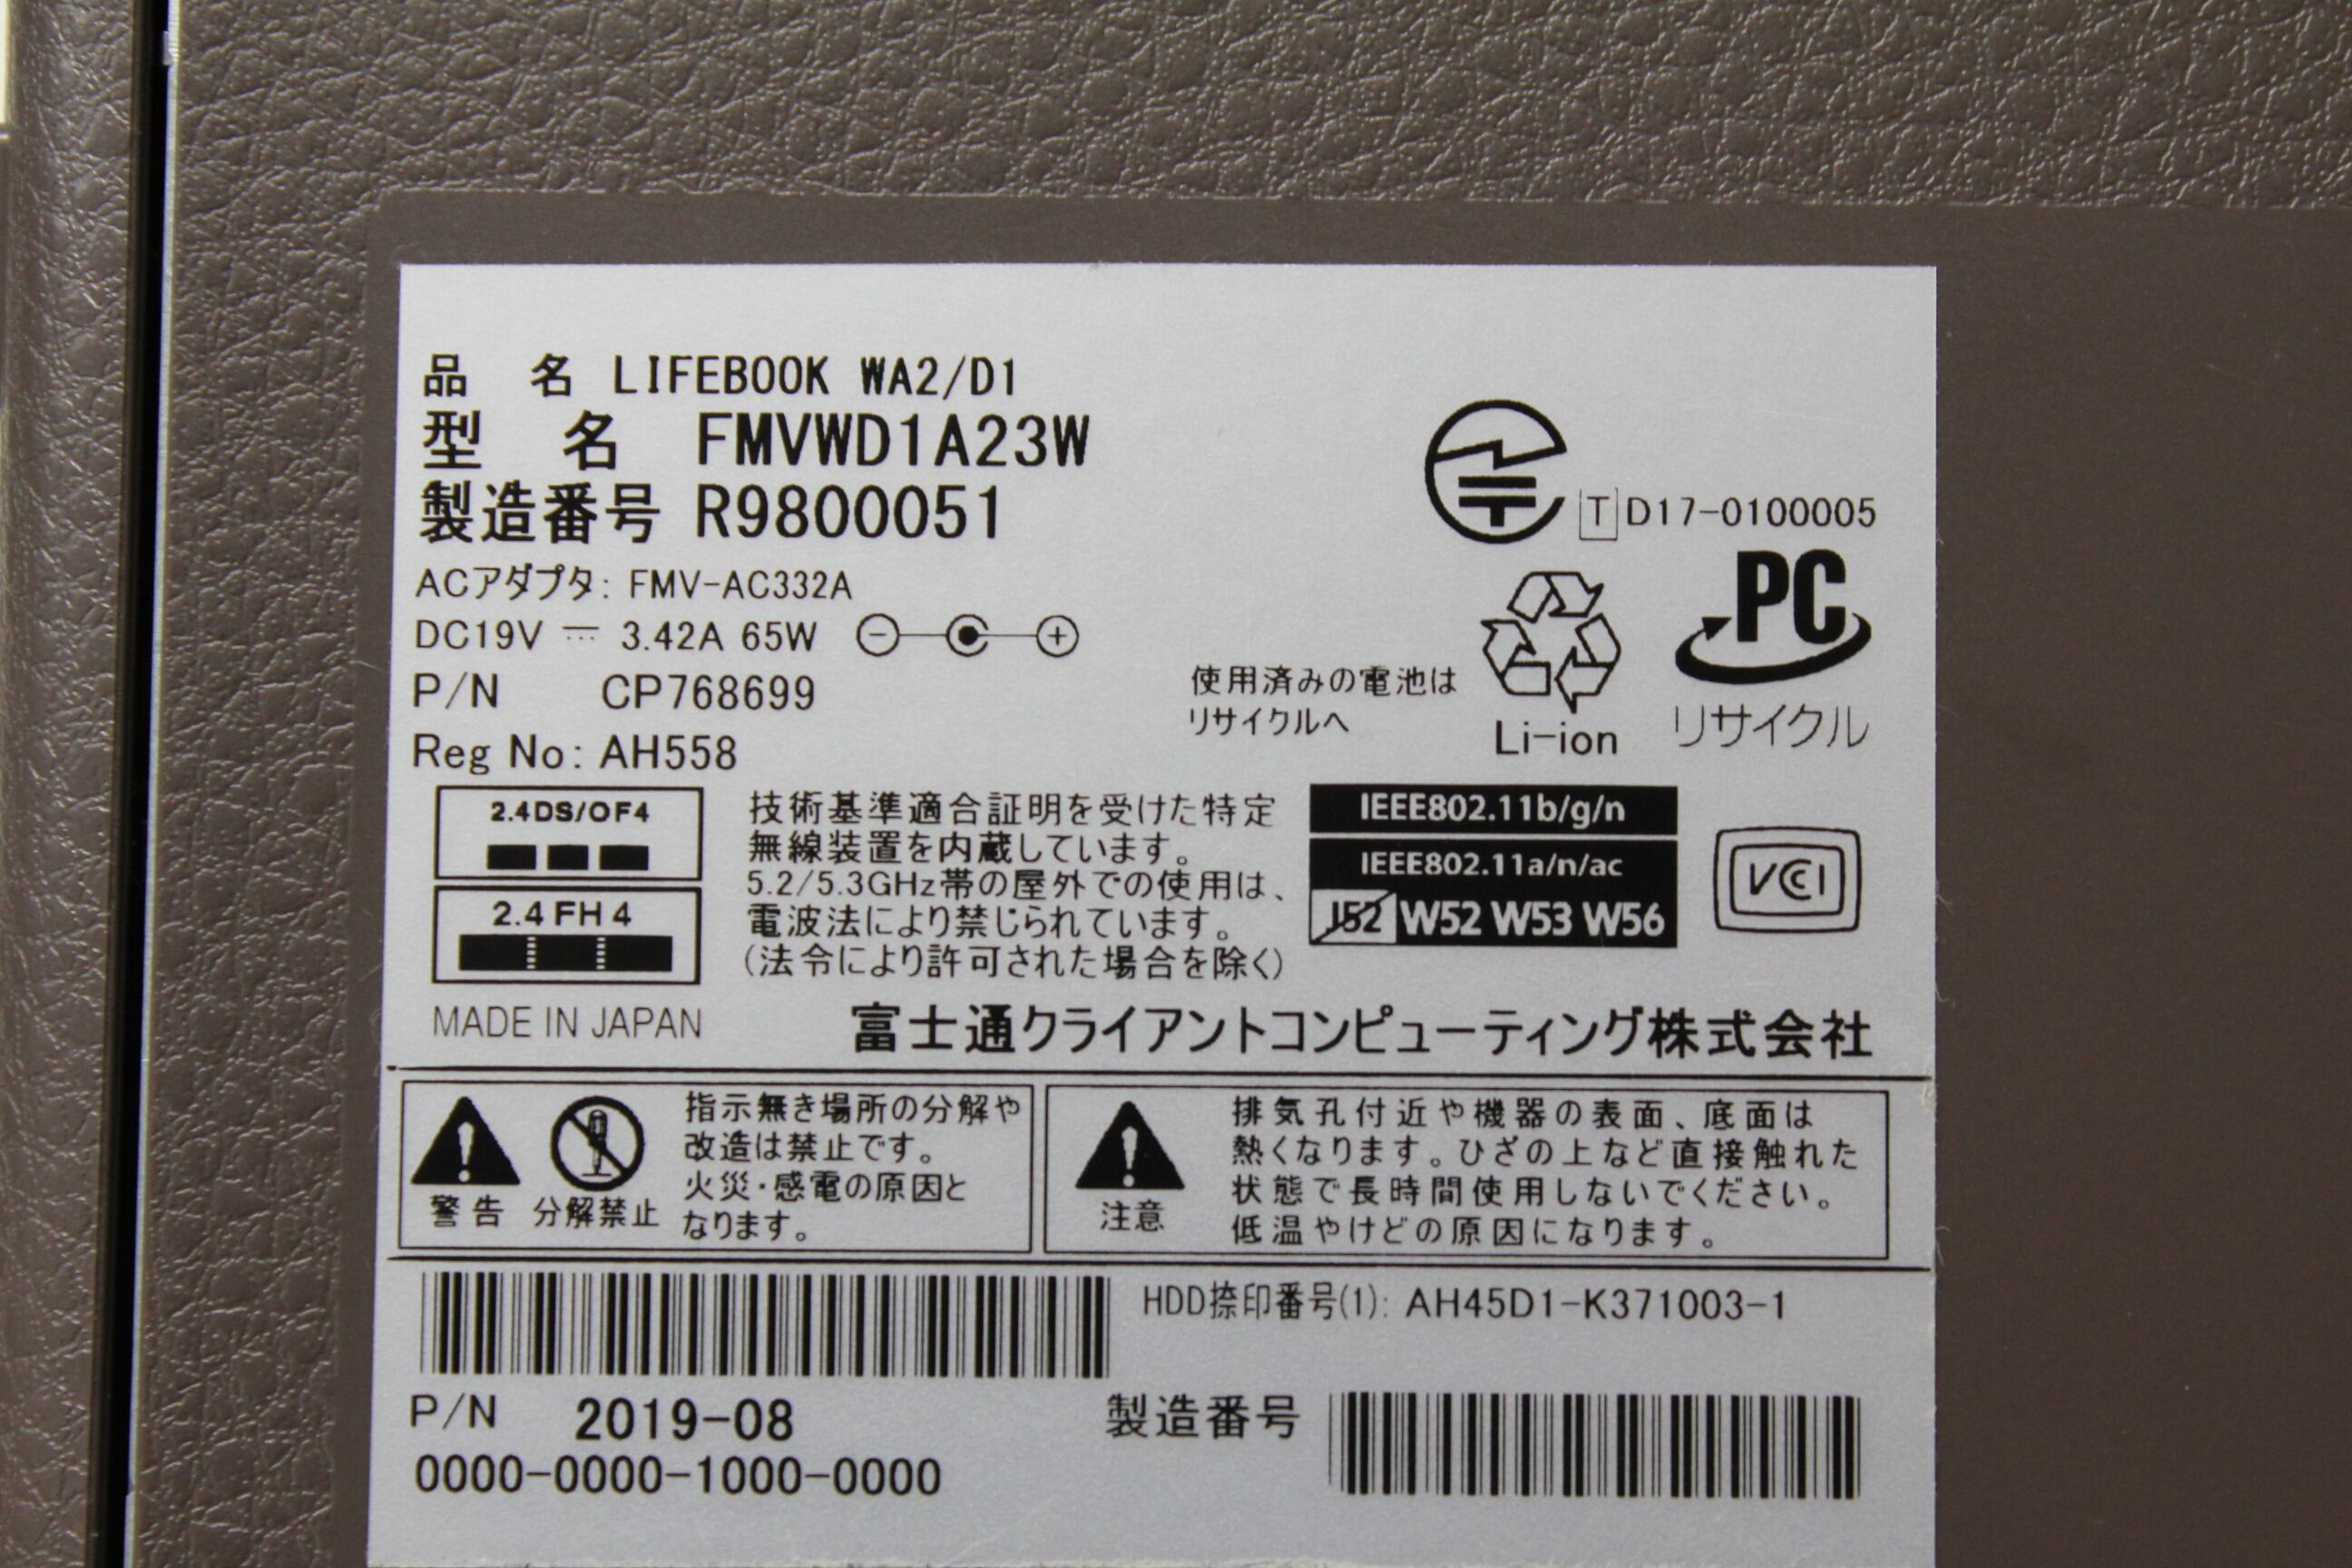 品 名 LIFEBOOK WA2/D1
型 名 FMVWD1A23W
製造番号 R9800051
ACアダプタ: FMV-AC332A
DC19V ⎓ 3.42A 65W
P/N CP768699
Reg No: AH558
T D17-0100005
PC
リサイクル
使用済みの電池は
リサイクルへ
Li-ion
2.4DS/OF4
2.4FH4
技術基準適合証明を受けた特定
無線装置を内蔵しています。
5.2/5.3GHz帯の屋外での使用は、
電波法により禁じられています。
(法令により許可された場合を除く)
IEEE802.11b/g/n
IEEE802.11a/n/ac
J52 W52 W53 W56
VCCI
MADE IN JAPAN
富士通クライアントコンピューティング株式会社
警告
分解禁止
指示無き場所の分解や
改造は禁止です。
火災・感電の原因と
なります。
注意
排気孔付近や機器の表面、底面は
熱くなります。ひざの上など直接触れた
状態で長時間使用しないでください。
低温やけどの原因になります。
HDD捺印番号(1): AH45D1-K371003-1
P/N 2019-08
0000-0000-1000-0000
製造番号